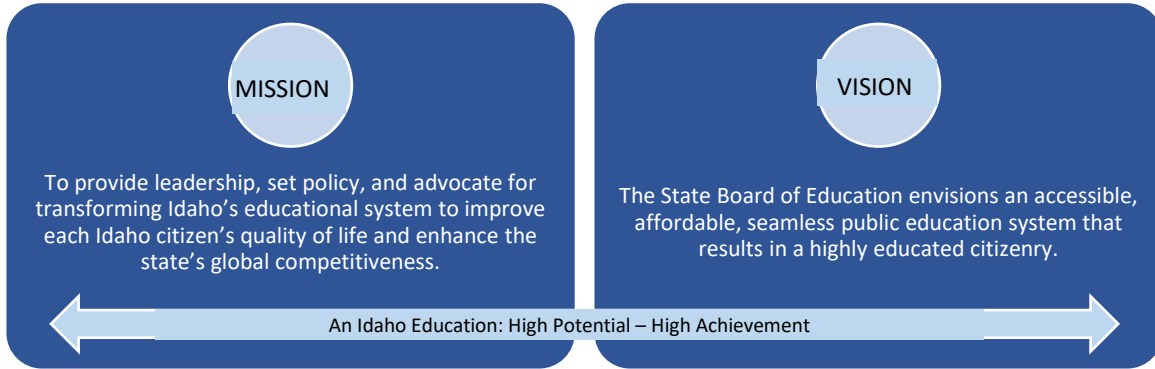 MISSION
To provide leadership, set policy, and advocate for
transforming Idaho’s educational system to improve
each Idaho citizen’s quality of life and enhance the
state’s global competitiveness.
VISION
The State Board of Education envisions an accessible,
affordable, seamless public education system that
results in a highly educated citizenry.
An Idaho Education: High Potential – High Achievement